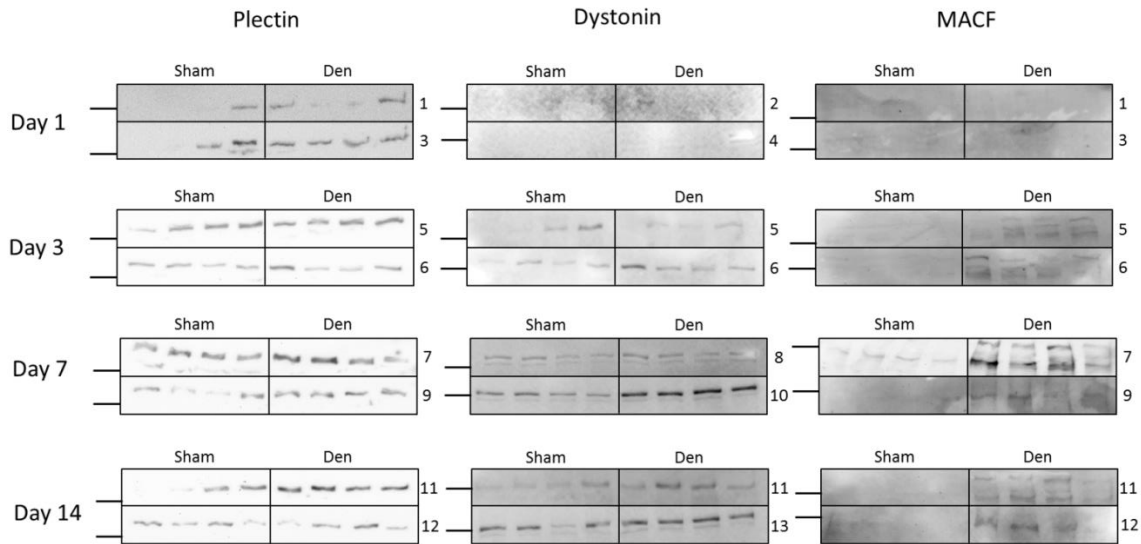 Plectin Dystonin MACF
Sham Den Sham Den Sham Den
Day 1
1 2 1
3 4 3
Sham Den Sham Den Sham Den
Day 3
5 5 5
6 6 6
Sham Den Sham Den Sham Den
Day 7
7 8 7
9 10 9
Sham Den Sham Den Sham Den
Day 14
11 11 11
12 13 12